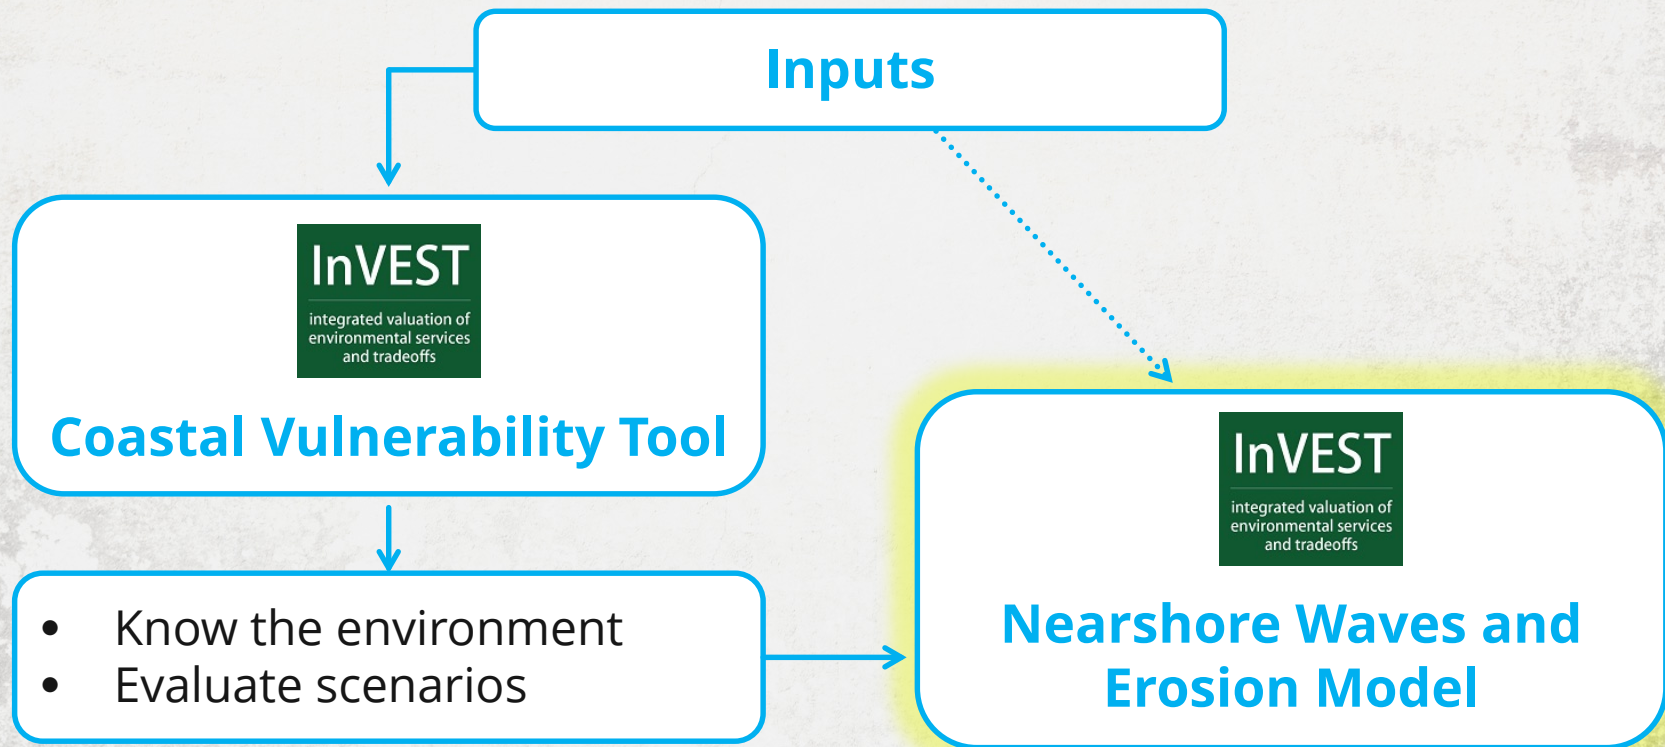 Inputs
InVEST
integrated valuation of
environmental services
and tradeoffs
Coastal Vulnerability Tool
• Know the environment
• Evaluate scenarios
InVEST
integrated valuation of
environmental services
and tradeoffs
Nearshore Waves and
Erosion Model